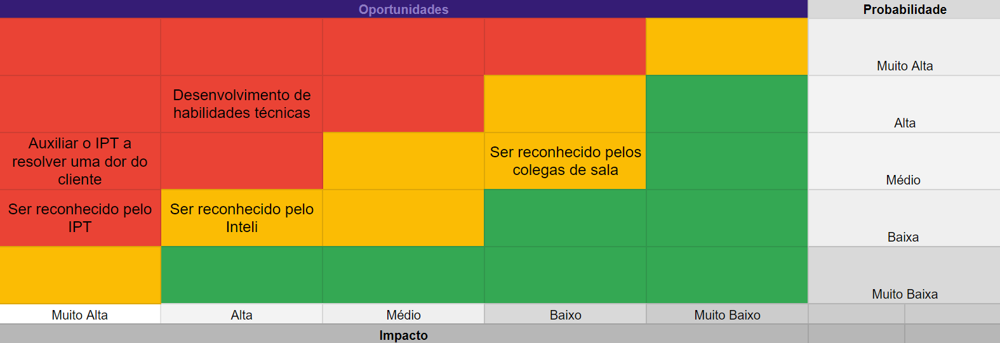 Oportunidades
Probabilidade
Muito Alta
Desenvolvimento de
habilidades técnicas
Alta
Auxiliar o IPT a
resolver uma dor do
cliente
Ser reconhecido pelos
colegas de sala
Médio
Ser reconhecido pelo
IPT
Ser reconhecido pelo
Inteli
Baixa
Muito Baixa
Muito Alta
Alta
Médio
Baixo
Muito Baixo
Impacto